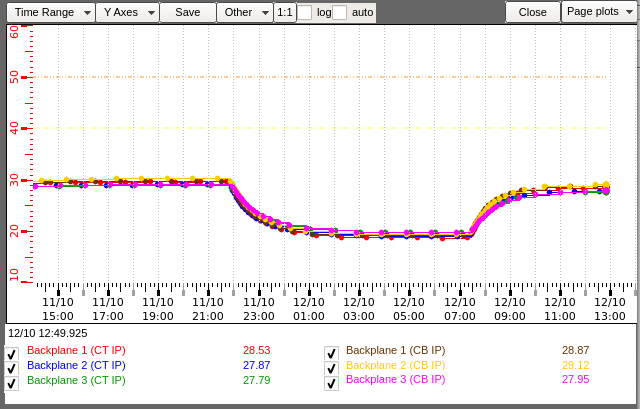 Time Range Y Axes Save Other 1:1 log auto Close Page plots
60
50
40
30
20
10
11/10 11/10 11/10 11/10 11/10 12/10 12/10 12/10 12/10 12/10 12/10 12/10
15:00 17:00 19:00 21:00 23:00 01:00 03:00 05:00 07:00 09:00 11:00 13:00
12/10 12:49.925
Backplane 1 (CT IP) 28.53 Backplane 1 (CB IP) 28.87
Backplane 2 (CT IP) 27.87 Backplane 2 (CB IP) 29.12
Backplane 3 (CT IP) 27.79 Backplane 3 (CB IP) 27.95